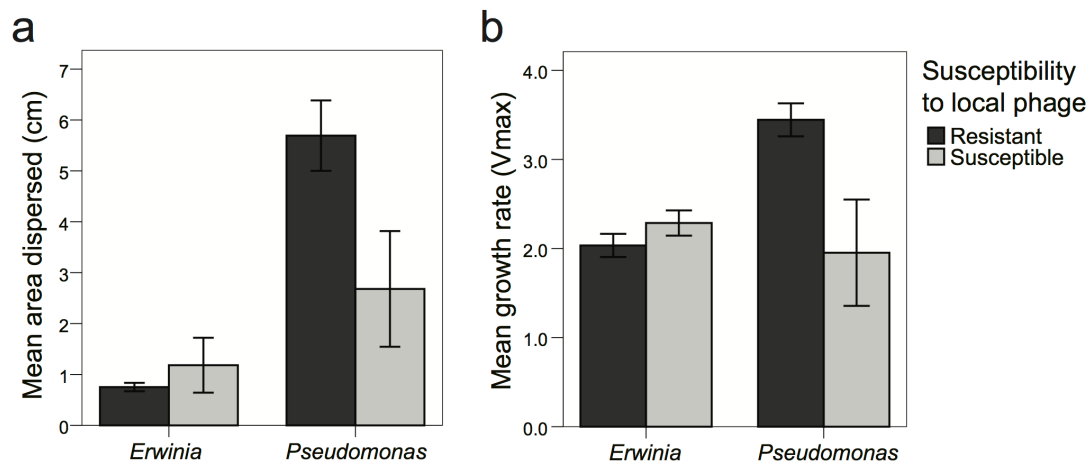 a
Mean area dispersed (cm)
7
6
5
4
3
2
1
0
Erwinia
Pseudomonas
b
Mean growth rate (Vmax)
4.0
3.0
2.0
1.0
0.0
Erwinia
Pseudomonas
Susceptibility
to local phage
Resistant
Susceptible